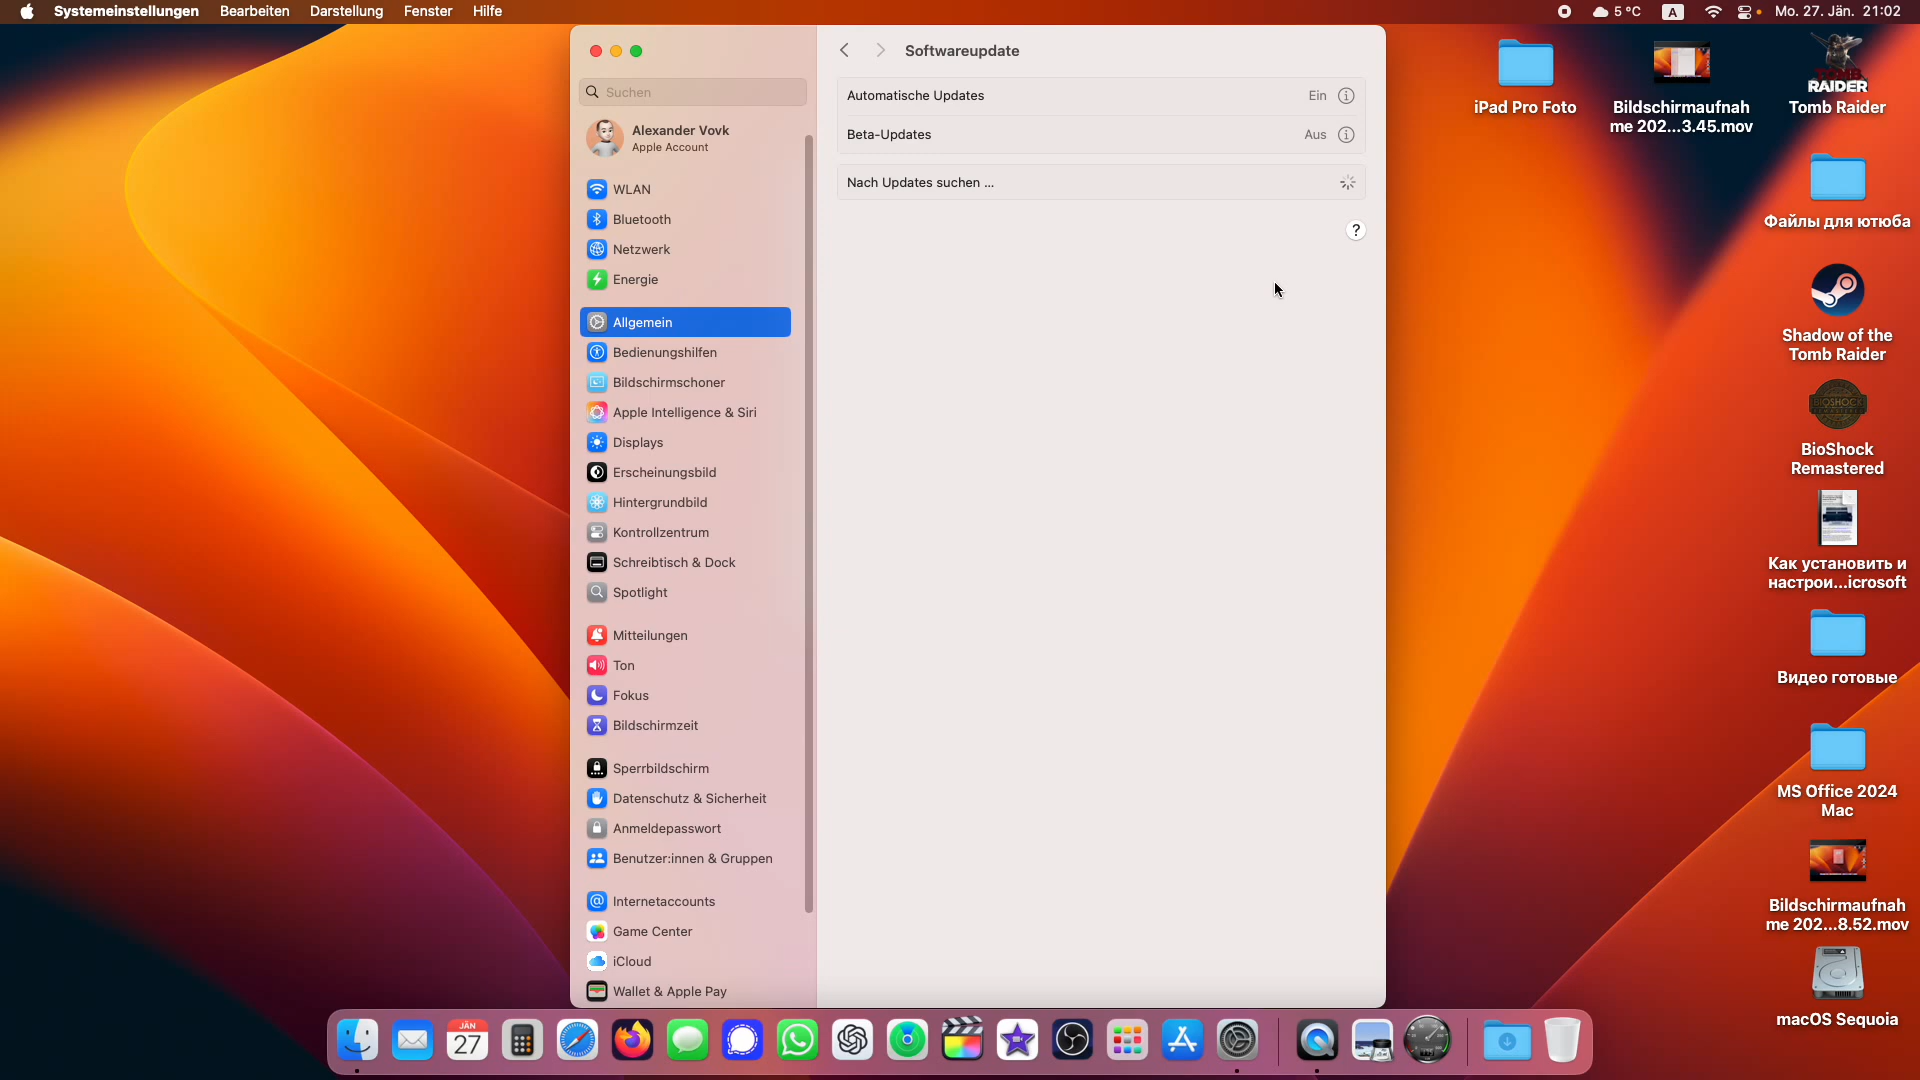 Systemeinstellungen Bearbeiten Darstellung Fenster Hilfe
5 °C A Mo. 27. Jän. 21:02
Suchen
Alexander Vovk
Apple Account
WLAN
Bluetooth
Netzwerk
Energie
Allgemein
Bedienungshilfen
Bildschirmschoner
Apple Intelligence & Siri
Displays
Erscheinungsbild
Hintergrundbild
Kontrollzentrum
Schreibtisch & Dock
Spotlight
Mitteilungen
Ton
Fokus
Bildschirmzeit
Sperrbildschirm
Datenschutz & Sicherheit
Anmeldepasswort
Benutzer:innen & Gruppen
Internetaccounts
Game Center
iCloud
Wallet & Apple Pay
Softwareupdate
Automatische Updates Ein
Beta-Updates Aus
Nach Updates suchen ...
?
iPad Pro Foto
Bildschirmaufnah
me 202...3.45.mov
TOMB
RAIDER
Tomb Raider
Файлы для ютюба
Shadow of the
Tomb Raider
BIOSHOCK
BioShock
Remastered
Как установить и
настрои...icrosoft
Видео готовые
MS Office 2024
Mac
Bildschirmaufnah
me 202...8.52.mov
macOS Sequoia
JÄN
27